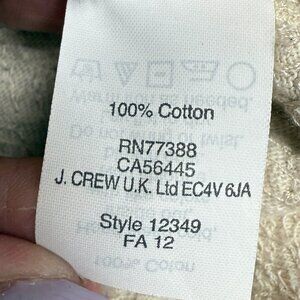 100% Cotton
RN77388
CA56445
J. CREW U.K. Ltd EC4V 6JA
Style 12349
FA 12